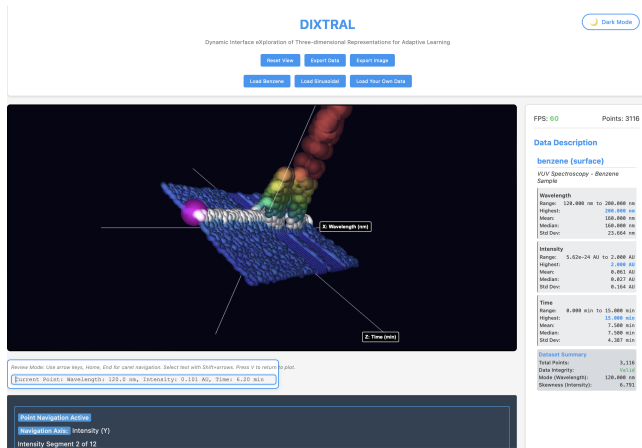 DIXTRAL
🌙 Dark Mode
Dynamic Interface eXploration of Three-dimensional Representations for Adaptive Learning
Reset View Export Data Export Image
Load Benzene Load Sinusoidal Load Your Own Data
X: Wavelength (nm)
Z: Time (min)
Review Mode: Use arrow keys, Home, End for caret navigation. Select text with Shift+arrows. Press V to return to plot.
Current Point: Wavelength: 120.0 nm, Intensity: 0.101 AU, Time: 6.20 min
Point Navigation Active
Navigation Axis: Intensity (Y)
Intensity Segment 2 of 12
FPS: 60 Points: 3116
Data Description
benzene (surface)
VUV Spectroscopy - Benzene
Sample
Wavelength
Range: 120.000 nm to 200.000 nm
Highest: 200.000 nm
Mean: 160.000 nm
Median: 160.000 nm
Std Dev: 23.664 nm
Intensity
Range: 5.62e-24 AU to 2.000 AU
Highest: 2.000 AU
Mean: 0.061 AU
Median: 0.027 AU
Std Dev: 0.164 AU
Time
Range: 0.000 min to 15.000 min
Highest: 15.000 min
Mean: 7.500 min
Median: 7.500 min
Std Dev: 4.387 min
Dataset Summary
Total Points: 3,116
Data Integrity: Valid
Mode (Wavelength): 120.000 nm
Skewness (Intensity): 6.791